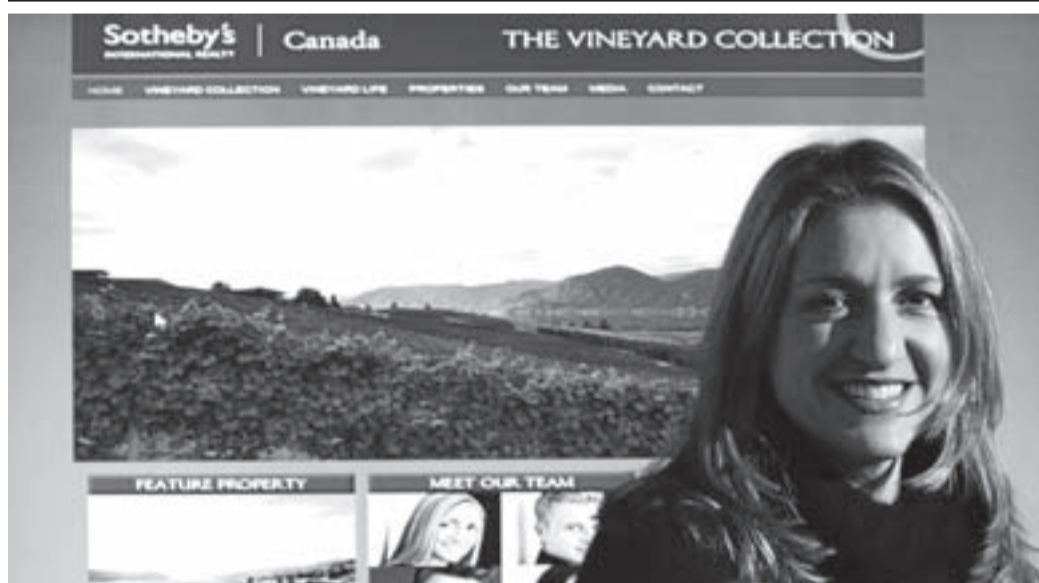 Sotheby's
INTERNATIONAL REALTY
Canada
THE VINEYARD COLLECTION
HOME VINEYARD COLLECTION VINEYARD LIFE PROPERTIES OUR TEAM MEDIA CONTACT
FEATURE PROPERTY
MEET OUR TEAM